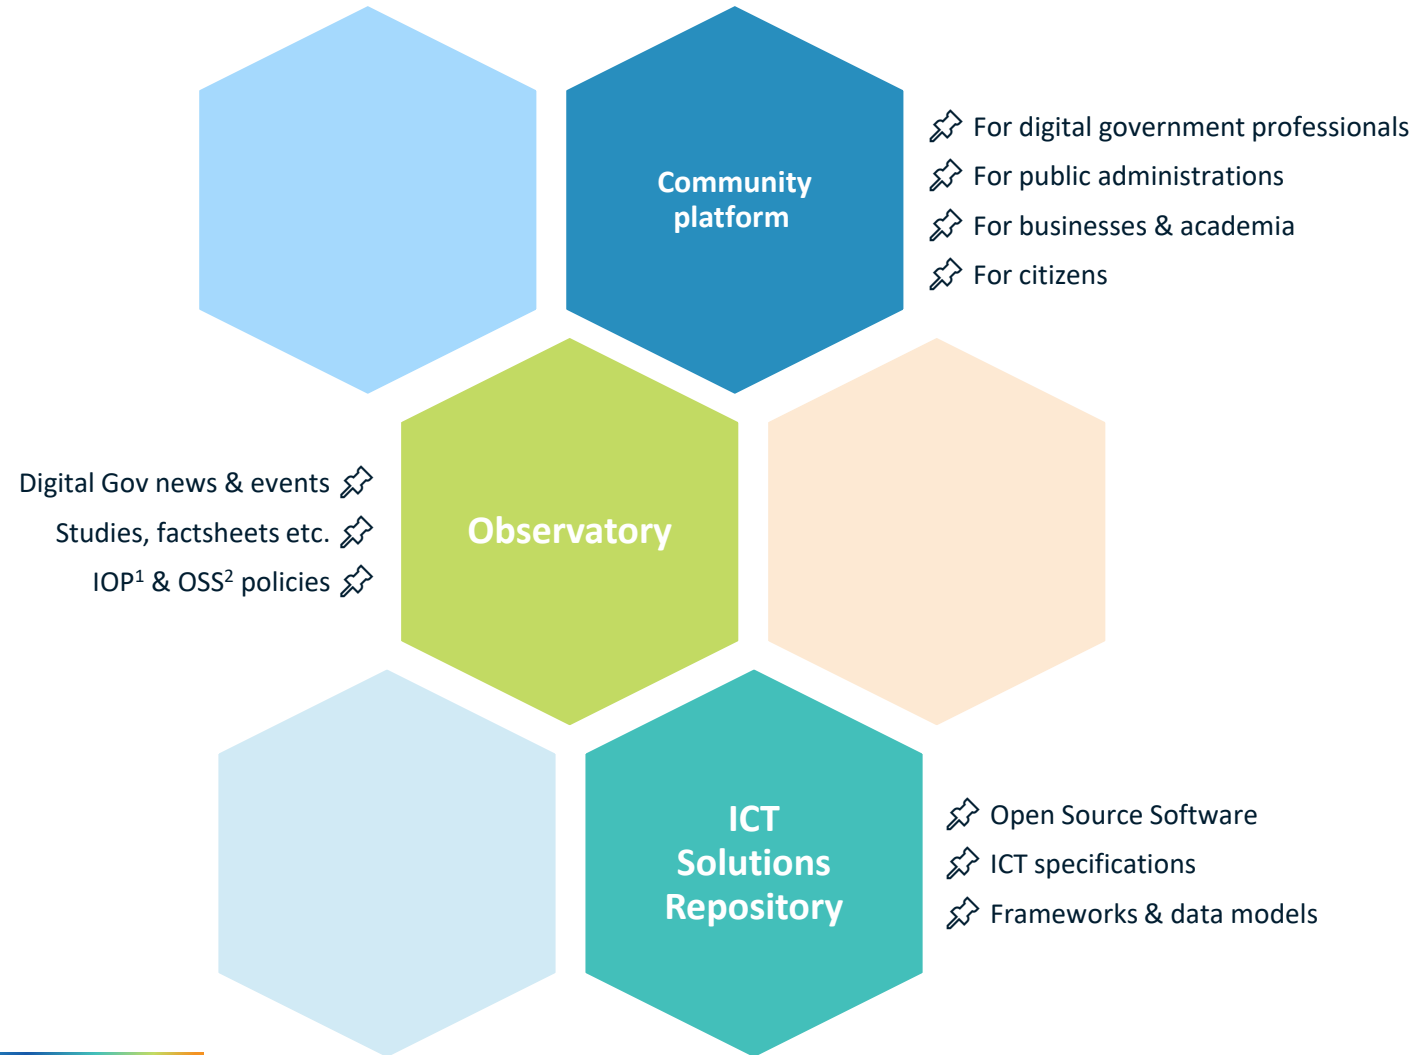 Community
platform
For digital government professionals
For public administrations
For businesses & academia
For citizens
Observatory
Digital Gov news & events
Studies, factsheets etc.
IOP¹ & OSS² policies
ICT
Solutions
Repository
Open Source Software
ICT specifications
Frameworks & data models